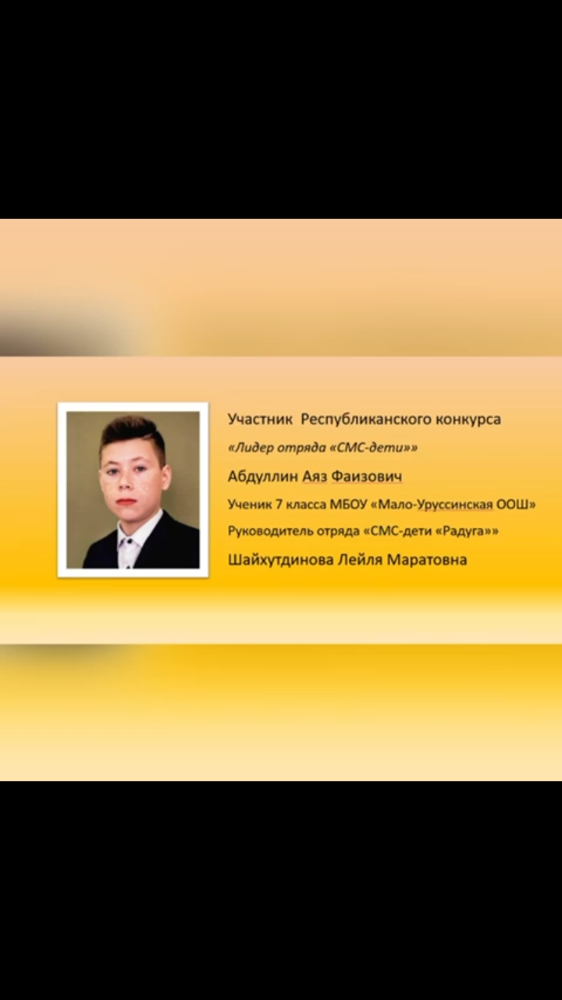 Участник Республиканского конкурса
«Лидер отряда «СМС-дети»»
Абдуллин Аяз Фаизович
Ученик 7 класса МБОУ «Мало-Уруссинская ООШ»
Руководитель отряда «СМС-дети «Радуга»»
Шайхутдинова Лейля Маратовна